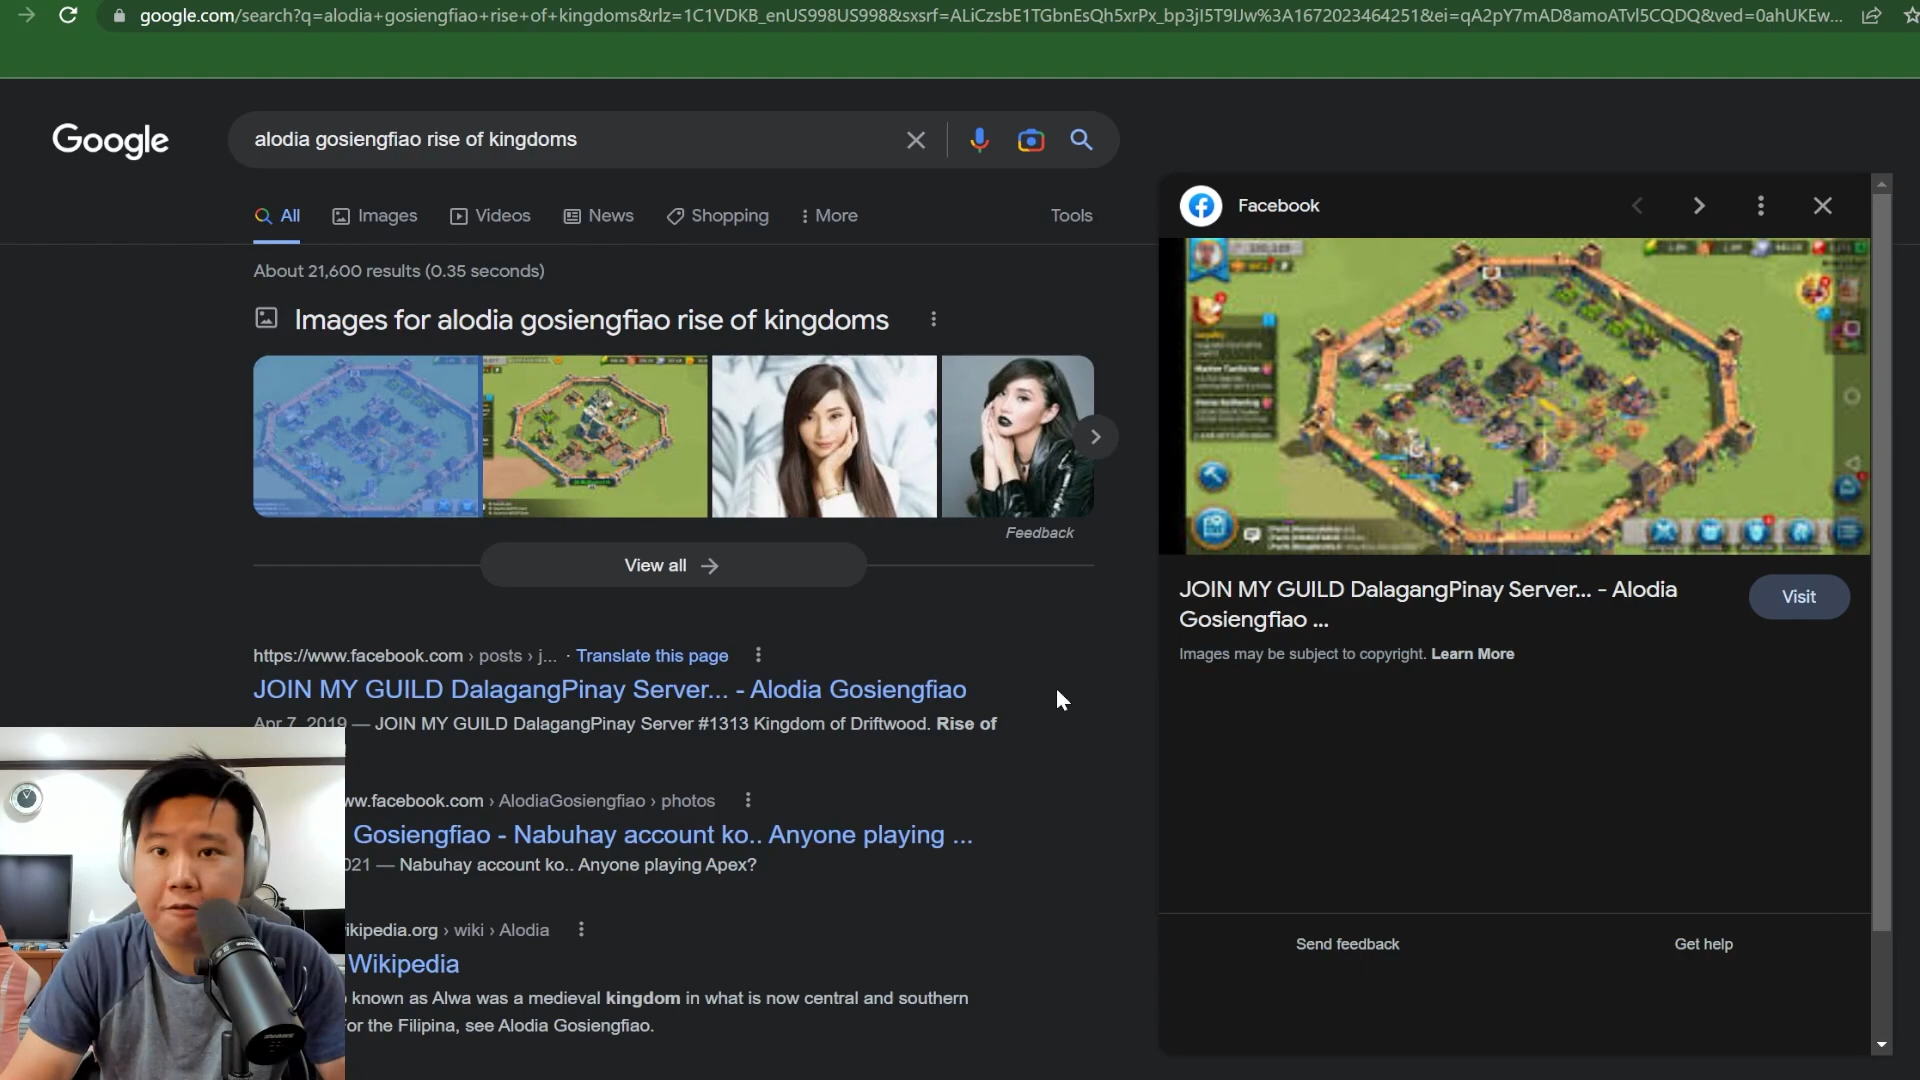 google.com/search?q=alodia+gosiengfiao+rise+of+kingdoms&rlz=1C1VDKB_enUS998US998&sxsrf=ALiCzsbE1TGbnEsQh5xrPx_bp3jI5T9IJw%3A1672023464251&ei=qA2pY7mAD8amoATvl5CQDQ&ved=0ahUKEw...
Google
alodia gosiengfiao rise of kingdoms
All Images Videos News Shopping More Tools
About 21,600 results (0.35 seconds)
Images for alodia gosiengfiao rise of kingdoms
Feedback
View all
https://www.facebook.com › posts › j... · Translate this page
JOIN MY GUILD DalagangPinay Server... - Alodia Gosiengfiao
Apr 7, 2019 — JOIN MY GUILD DalagangPinay Server #1313 Kingdom of Driftwood. Rise of
ww.facebook.com › AlodiaGosiengfiao › photos
Gosiengfiao - Nabuhay account ko.. Anyone playing ...
021 — Nabuhay account ko.. Anyone playing Apex?
ikipedia.org › wiki › Alodia
Wikipedia
known as Alwa was a medieval kingdom in what is now central and southern
or the Filipina, see Alodia Gosiengfiao.
Facebook
JOIN MY GUILD DalagangPinay Server... - Alodia
Gosiengfiao ...
Visit
Images may be subject to copyright. Learn More
Send feedback Get help